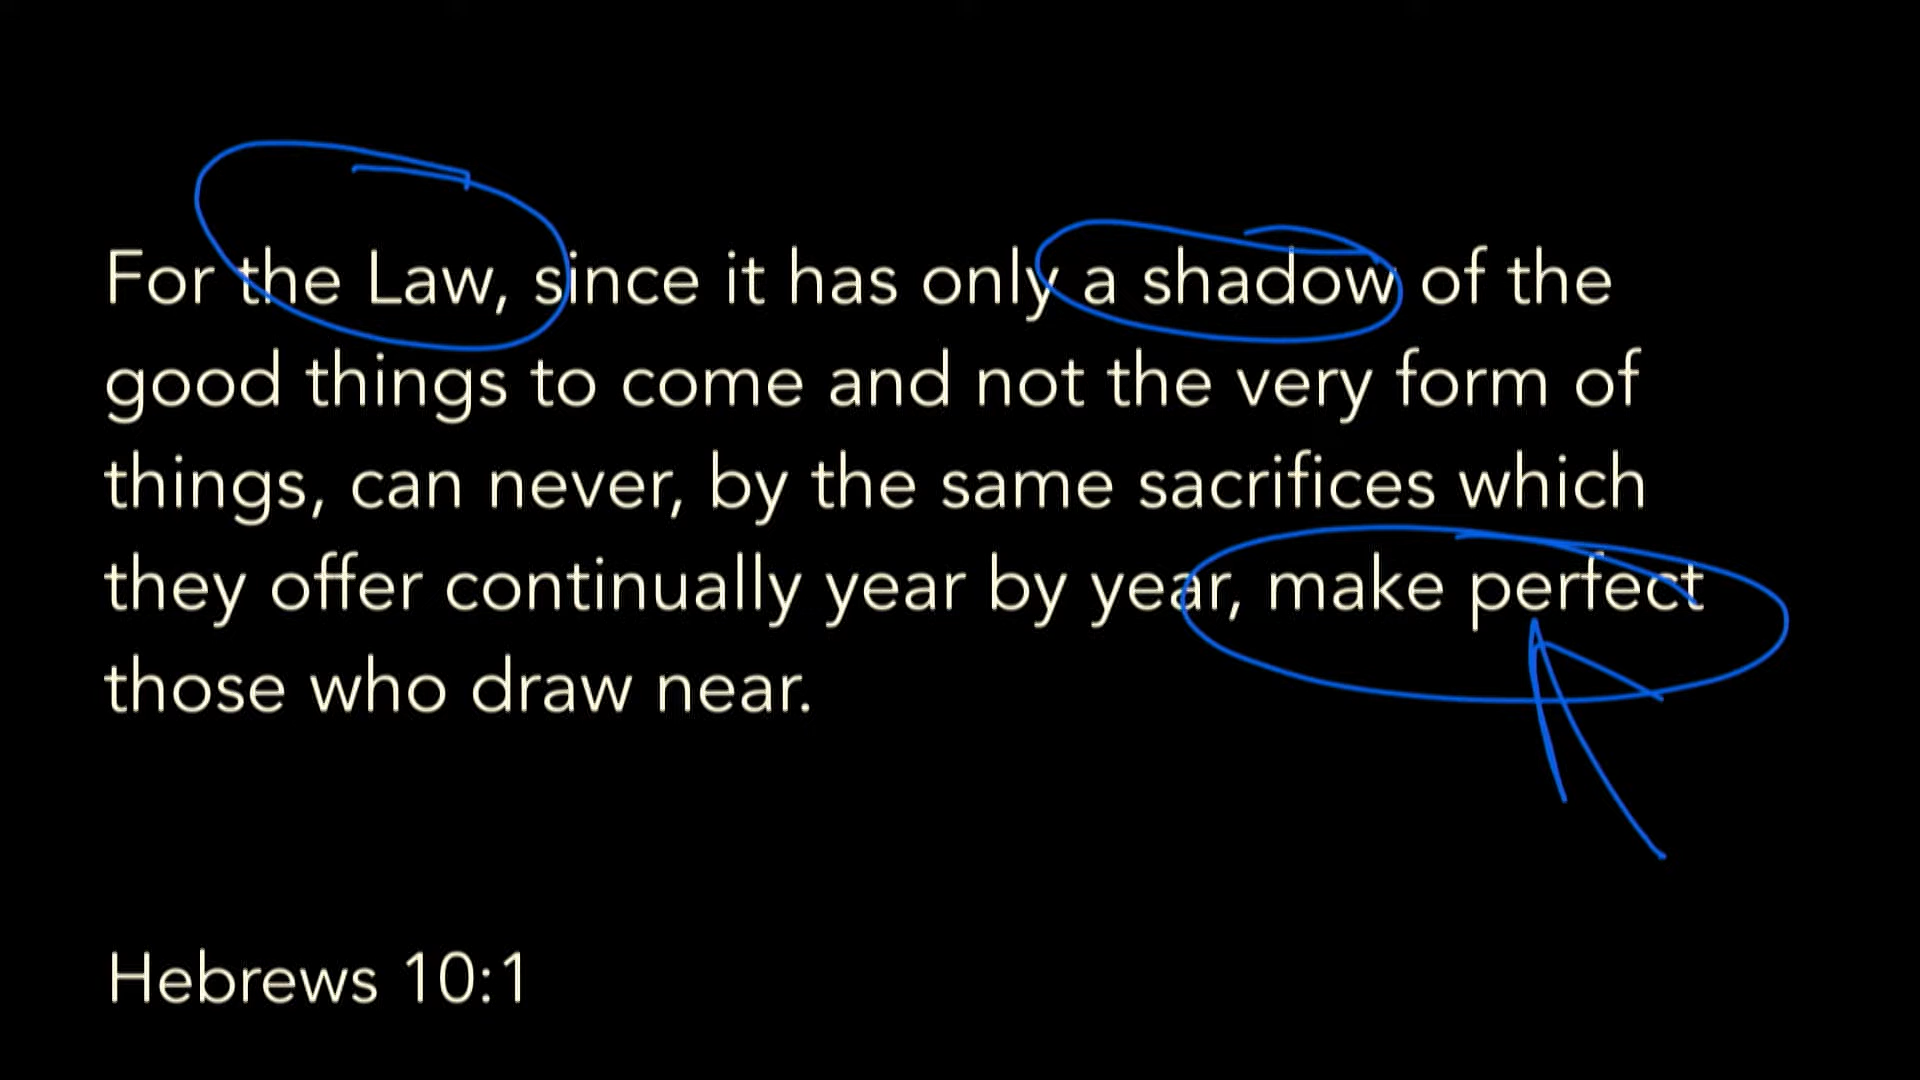 For the Law, since it has only a shadow of the
good things to come and not the very form of
things, can never, by the same sacrifices which
they offer continually year by year, make perfect
those who draw near.
Hebrews 10:1